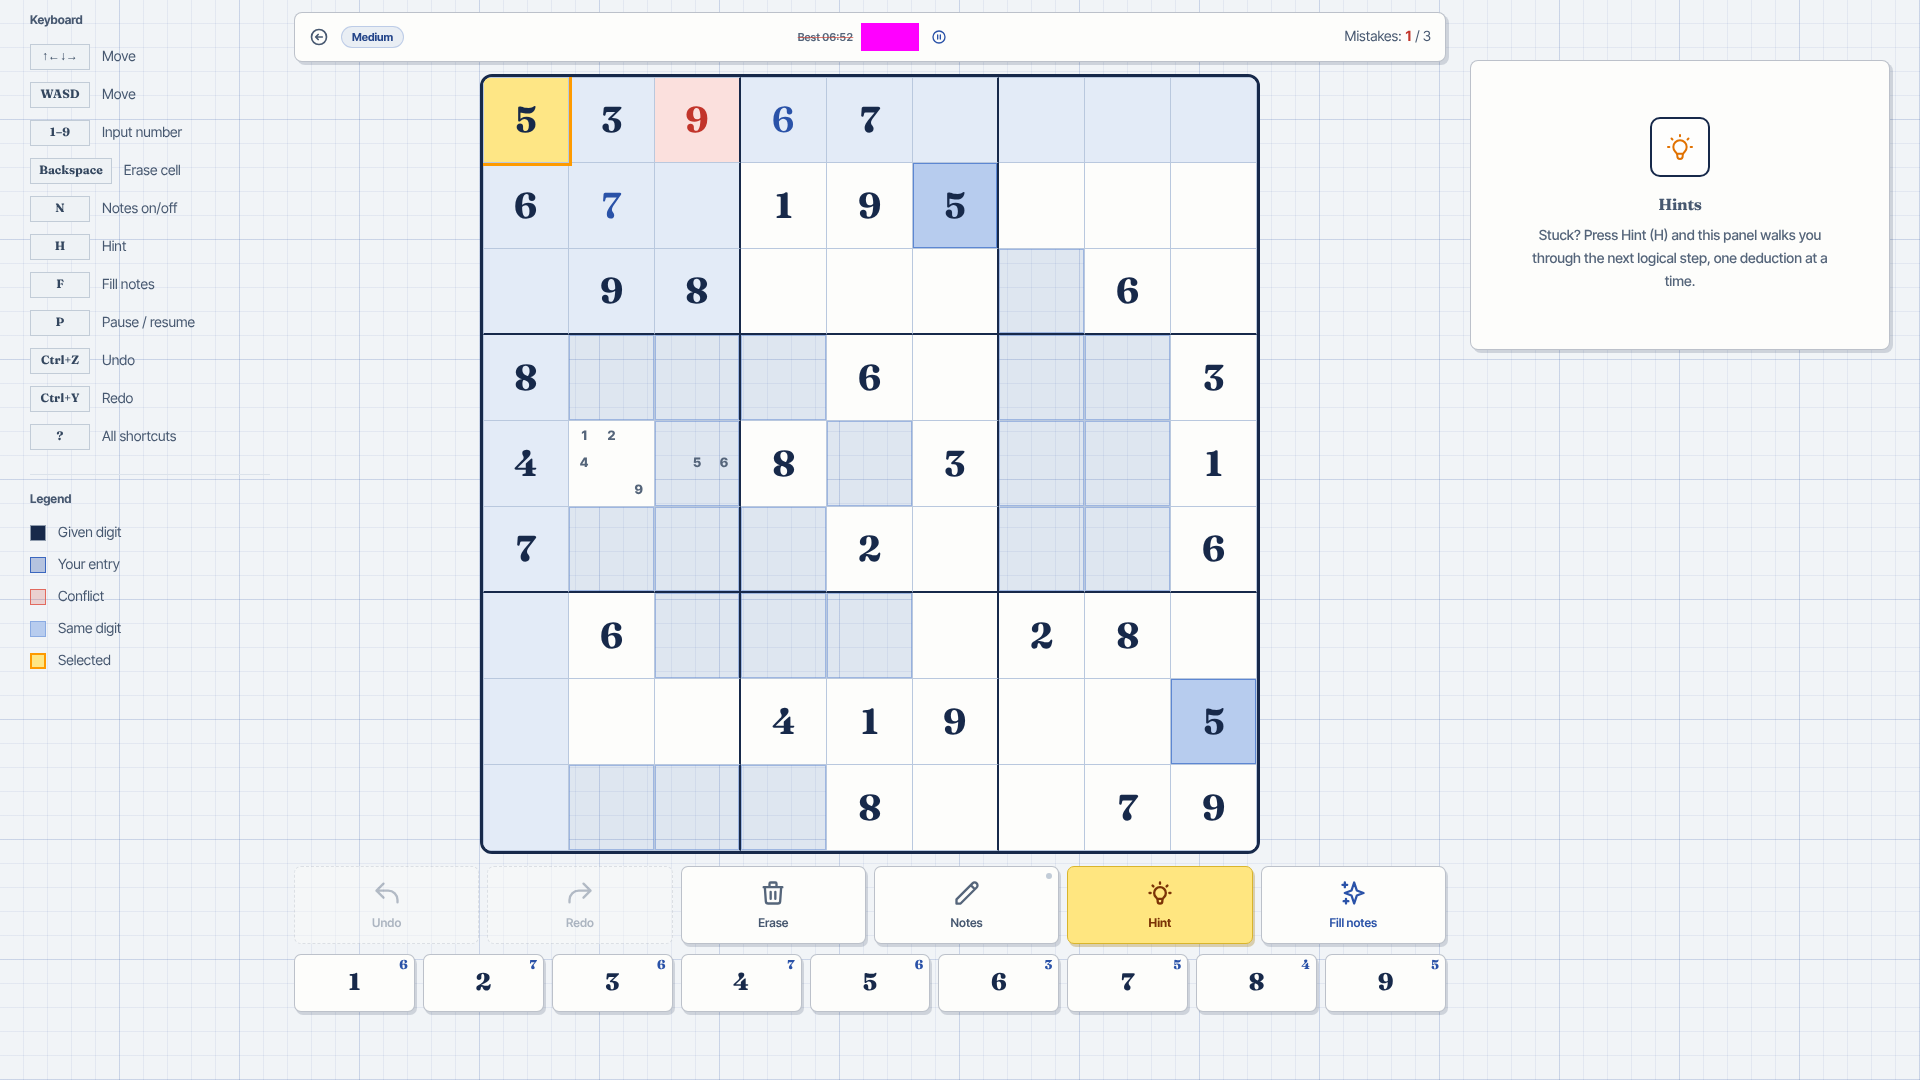 Keyboard
↑←↓→ Move
WASD Move
1–9 Input number
Backspace Erase cell
N Notes on/off
H Hint
F Fill notes
P Pause / resume
Ctrl+Z Undo
Ctrl+Y Redo
? All shortcuts
Legend
Given digit
Your entry
Conflict
Same digit
Selected
Medium
Best 06:52
Mistakes: 1 / 3
5 3 9 6 7
6 7 1 9 5
9 8 6
8 6 3
1 2
4 5 6
4 8 3 1
9
7 2 6
6 2 8
4 1 9 5
8 7 9
Undo
Redo
Erase
Notes
Hint
Fill notes
1 6
2 7
3 6
4 7
5 6
6 3
7 5
8 4
9 5
Hints
Stuck? Press Hint (H) and this panel walks you
through the next logical step, one deduction at a
time.